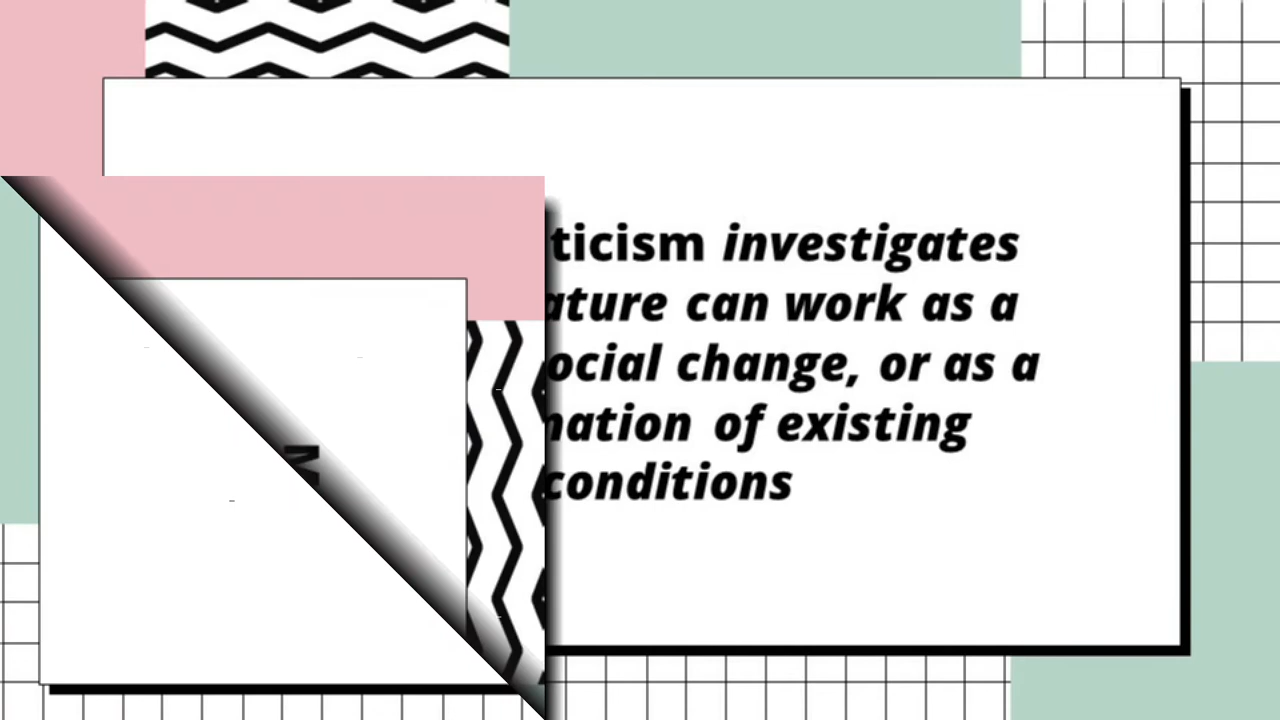 ticism investigates
ature can work as a
ocial change, or as a
nation of existing
conditions
M